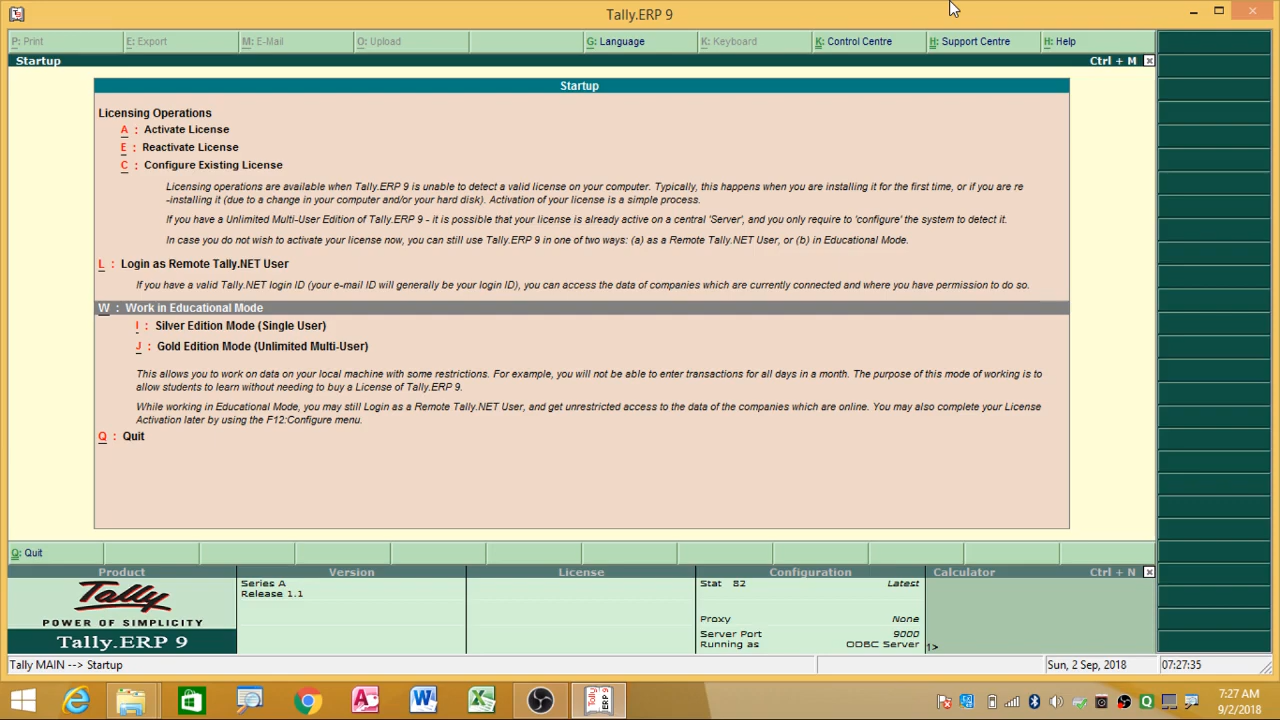 Tally.ERP 9
P: Print E: Export M: E-Mail O: Upload G: Language K: Keyboard K: Control Centre H: Support Centre H: Help
Startup Ctrl + M
Startup
Licensing Operations
A : Activate License
E : Reactivate License
C : Configure Existing License
Licensing operations are available when Tally.ERP 9 is unable to detect a valid license on your computer. Typically, this happens when you are installing it for the first time, or if you are re
-installing it (due to a change in your computer and/or your hard disk). Activation of your license is a simple process.
If you have a Unlimited Multi-User Edition of Tally.ERP 9 - it is possible that your license is already active on a central 'Server', and you only require to 'configure' the system to detect it.
In case you do not wish to activate your license now, you can still use Tally.ERP 9 in one of two ways: (a) as a Remote Tally.NET User, or (b) in Educational Mode.
L : Login as Remote Tally.NET User
If you have a valid Tally.NET login ID (your e-mail ID will generally be your login ID), you can access the data of companies which are currently connected and where you have permission to do so.
W : Work in Educational Mode
I : Silver Edition Mode (Single User)
J : Gold Edition Mode (Unlimited Multi-User)
This allows you to work on data on your local machine with some restrictions. For example, you will not be able to enter transactions for all days in a month. The purpose of this mode of working is to
allow students to learn without needing to buy a License of Tally.ERP 9.
While working in Educational Mode, you may still Login as a Remote Tally.NET User, and get unrestricted access to the data of the companies which are online. You may also complete your License
Activation later by using the F12:Configure menu.
Q : Quit
Q: Quit
Product Version License Configuration Calculator Ctrl + N
Tally
POWER OF SIMPLICITY
Tally.ERP 9
Series A
Release 1.1
Stat 82 Latest
Proxy None
Server Port 9000
Running as ODBC Server
1>
Tally MAIN --> Startup Sun, 2 Sep, 2018 07:27:35
7:27 AM
9/2/2018